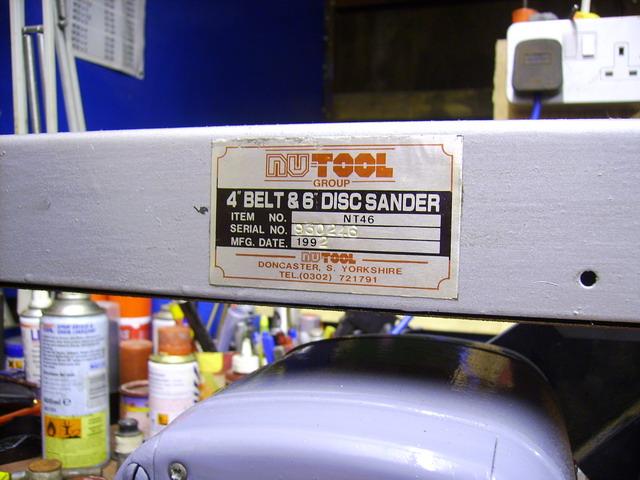 NU-TOOL
GROUP
4" BELT & 6" DISC SANDER
ITEM NO. NT46
SERIAL NO. 930246
MFG. DATE. 1992
NU-TOOL
DONCASTER, S. YORKSHIRE
TEL.(0302) 721791